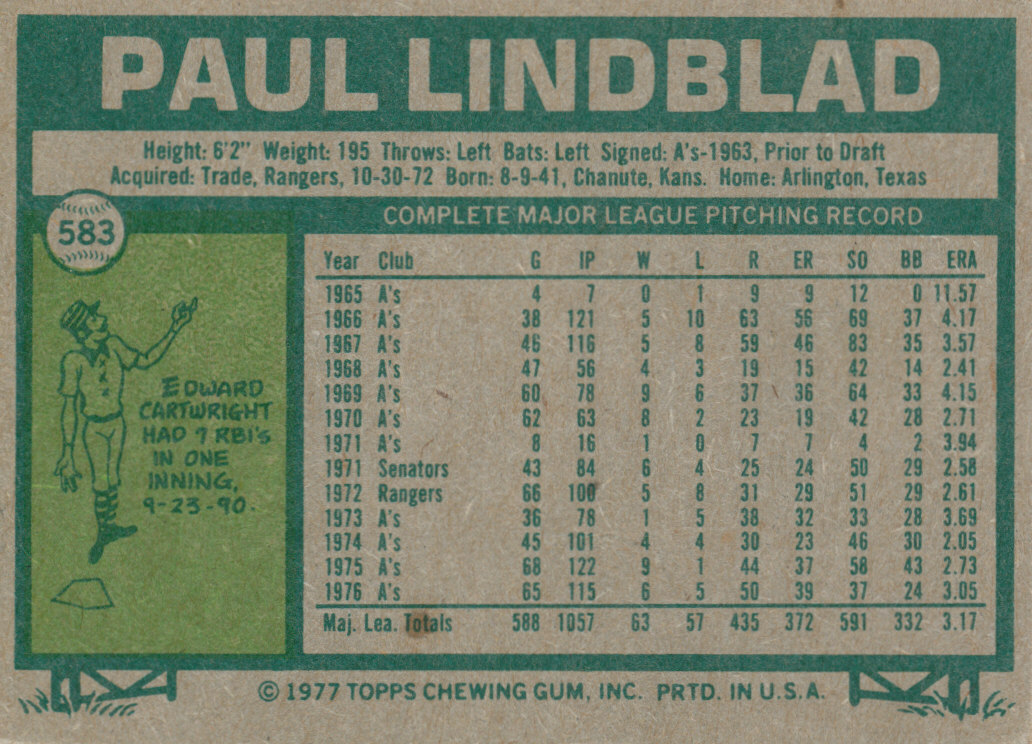 PAUL LINDBLAD
Height: 6'2" Weight: 195 Throws: Left Bats: Left Signed: A's-1963, Prior to Draft
Acquired: Trade, Rangers, 10-30-72 Born: 8-9-41, Chanute, Kans. Home: Arlington, Texas
583
COMPLETE MAJOR LEAGUE PITCHING RECORD
Year Club G IP W L R ER SO BB ERA
1965 A's 4 7 0 1 9 9 12 0 11.57
1966 A's 38 121 5 10 63 56 69 37 4.17
1967 A's 46 116 5 8 59 46 83 35 3.57
1968 A's 47 56 4 3 19 15 42 14 2.41
1969 A's 60 78 9 6 37 36 64 33 4.15
1970 A's 62 63 8 2 23 19 42 28 2.71
1971 A's 8 16 1 0 7 7 4 2 3.94
1971 Senators 43 84 6 4 25 24 50 29 2.58
1972 Rangers 66 100 5 8 31 29 51 29 2.61
1973 A's 36 78 1 5 38 32 33 28 3.69
1974 A's 45 101 4 4 30 23 46 30 2.05
1975 A's 68 122 9 1 44 37 58 43 2.73
1976 A's 65 115 6 5 50 39 37 24 3.05
Maj. Lea. Totals 588 1057 63 57 435 372 591 332 3.17
EDWARD
CARTWRIGHT
HAD 7 RBI'S
IN ONE
INNING,
9-23-90.
© 1977 TOPPS CHEWING GUM, INC. PRTD. IN U.S.A.